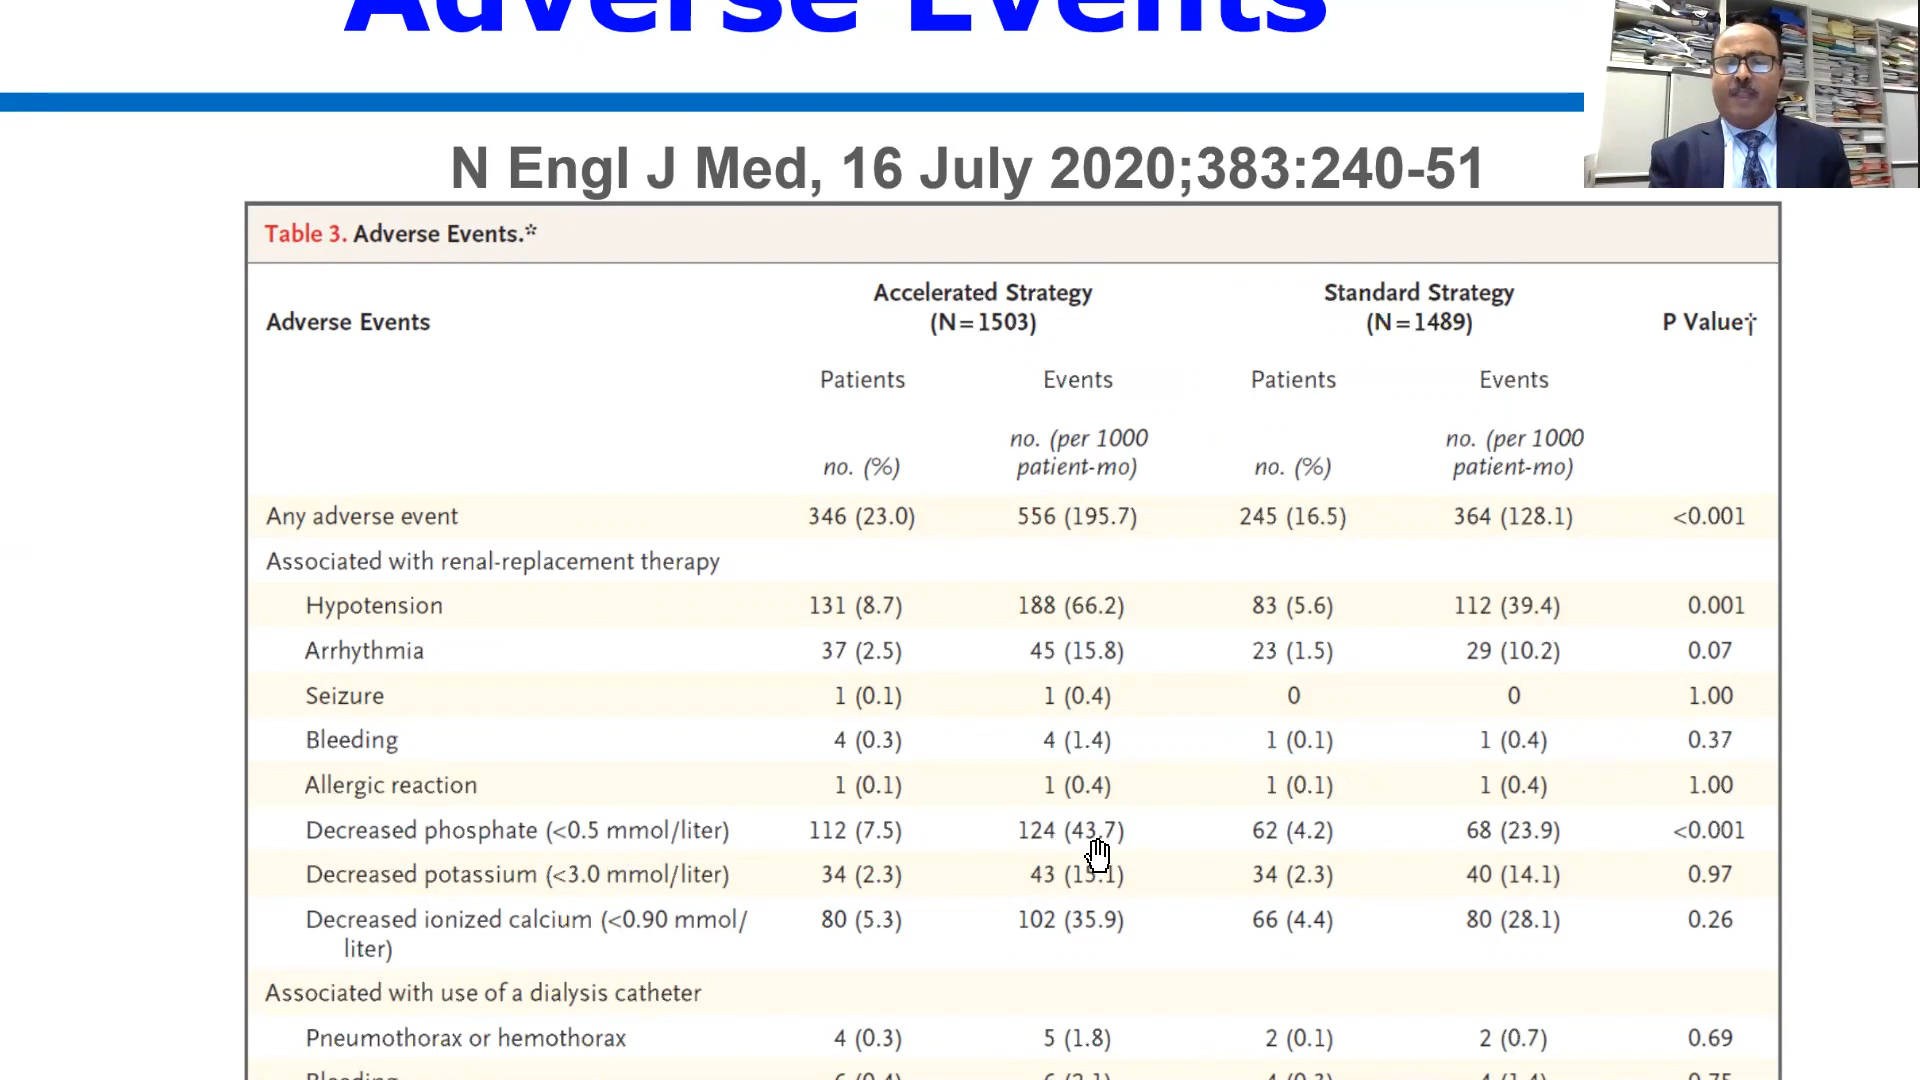 Adverse Events
N Engl J Med, 16 July 2020;383:240-51
Table 3. Adverse Events.*
Adverse Events Accelerated Strategy (N=1503) Standard Strategy (N=1489) P Value†
Patients Events Patients Events
no. (%) no. (per 1000 patient-mo) no. (%) no. (per 1000 patient-mo)
Any adverse event 346 (23.0) 556 (195.7) 245 (16.5) 364 (128.1) <0.001
Associated with renal-replacement therapy
Hypotension 131 (8.7) 188 (66.2) 83 (5.6) 112 (39.4) 0.001
Arrhythmia 37 (2.5) 45 (15.8) 23 (1.5) 29 (10.2) 0.07
Seizure 1 (0.1) 1 (0.4) 0 0 1.00
Bleeding 4 (0.3) 4 (1.4) 1 (0.1) 1 (0.4) 0.37
Allergic reaction 1 (0.1) 1 (0.4) 1 (0.1) 1 (0.4) 1.00
Decreased phosphate (<0.5 mmol/liter) 112 (7.5) 124 (43.7) 62 (4.2) 68 (23.9) <0.001
Decreased potassium (<3.0 mmol/liter) 34 (2.3) 43 (15.1) 34 (2.3) 40 (14.1) 0.97
Decreased ionized calcium (<0.90 mmol/ 80 (5.3) 102 (35.9) 66 (4.4) 80 (28.1) 0.26
liter)
Associated with use of a dialysis catheter
Pneumothorax or hemothorax 4 (0.3) 5 (1.8) 2 (0.1) 2 (0.7) 0.69
Bleeding